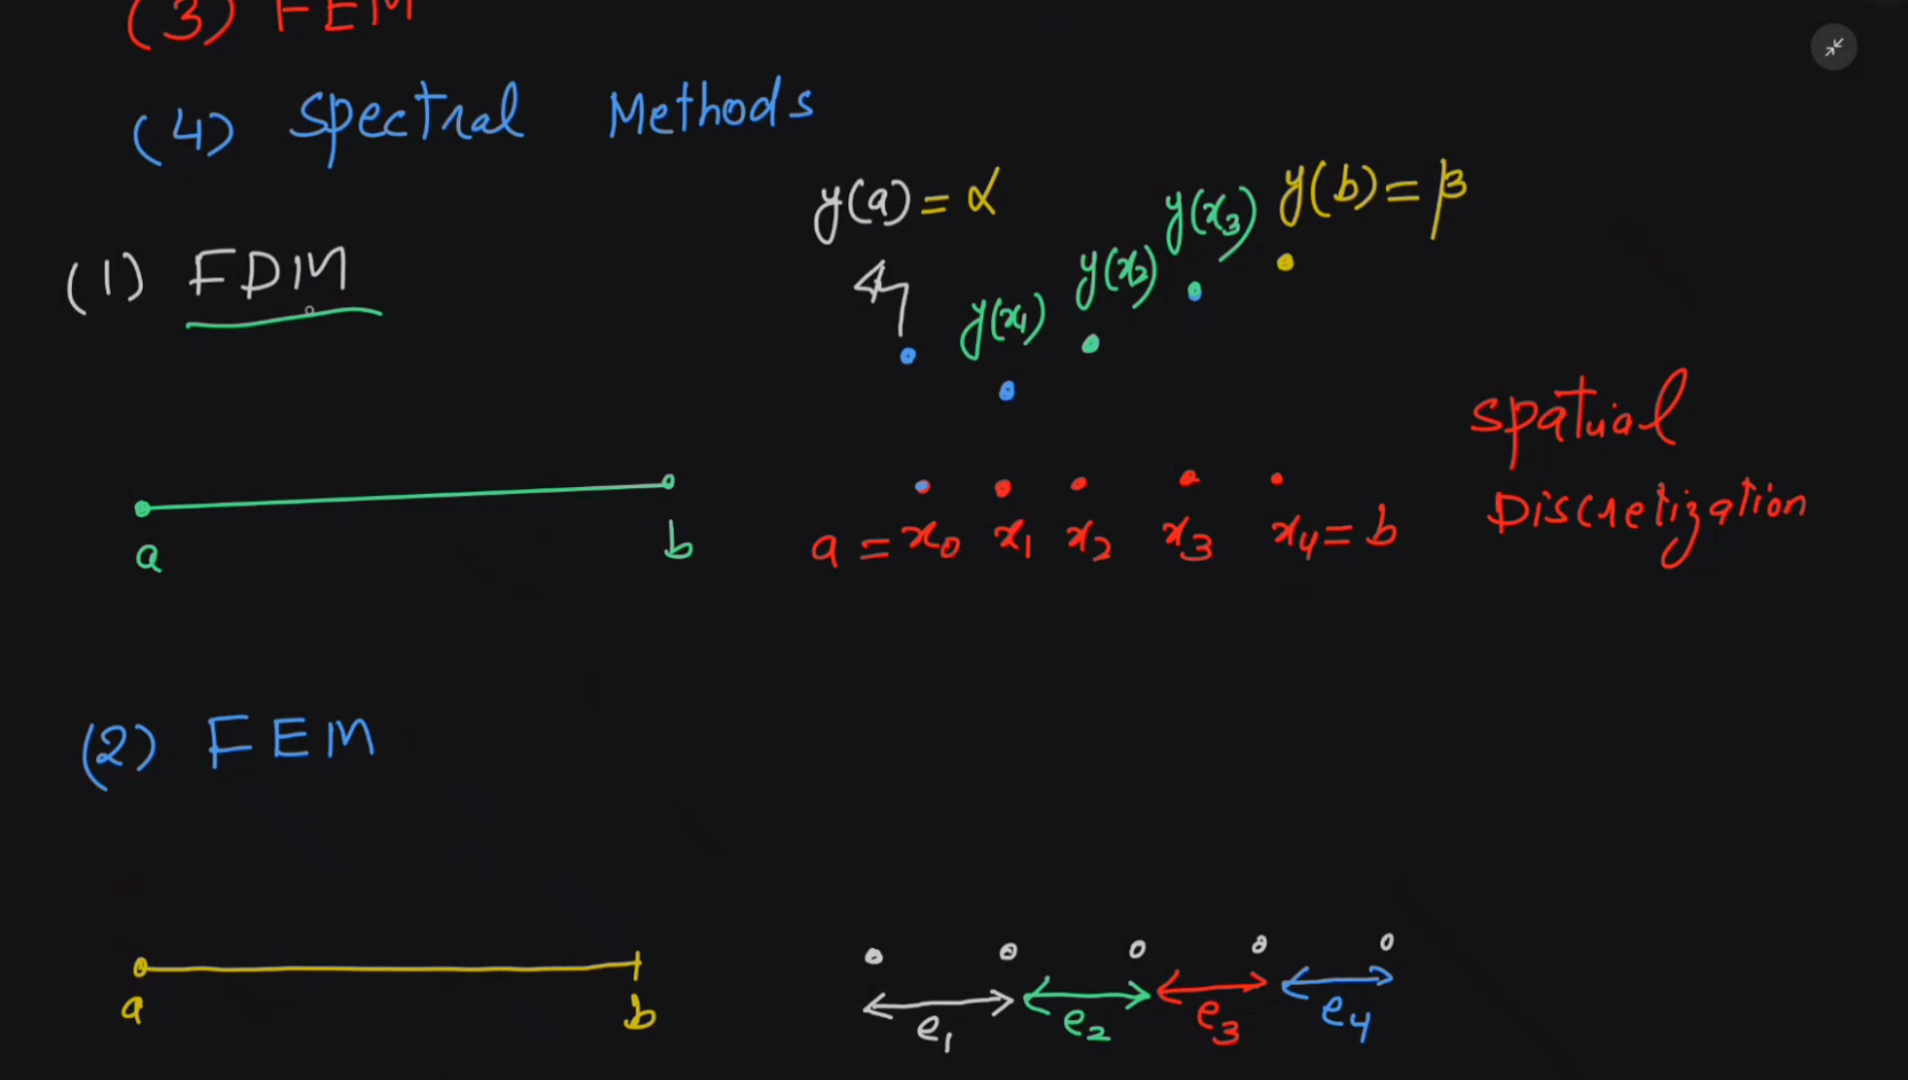 (3) FEM
(4) Spectral Methods
y(a) = α
y(x₁)
y(x₂)
y(x₃)
y(b) = β
(1) FDM
Spatial
Discretization
a
b
a = x₀ x₁ x₂ x₃ x₄ = b
(2) FEM
a
b
e₁ e₂ e₃ e₄